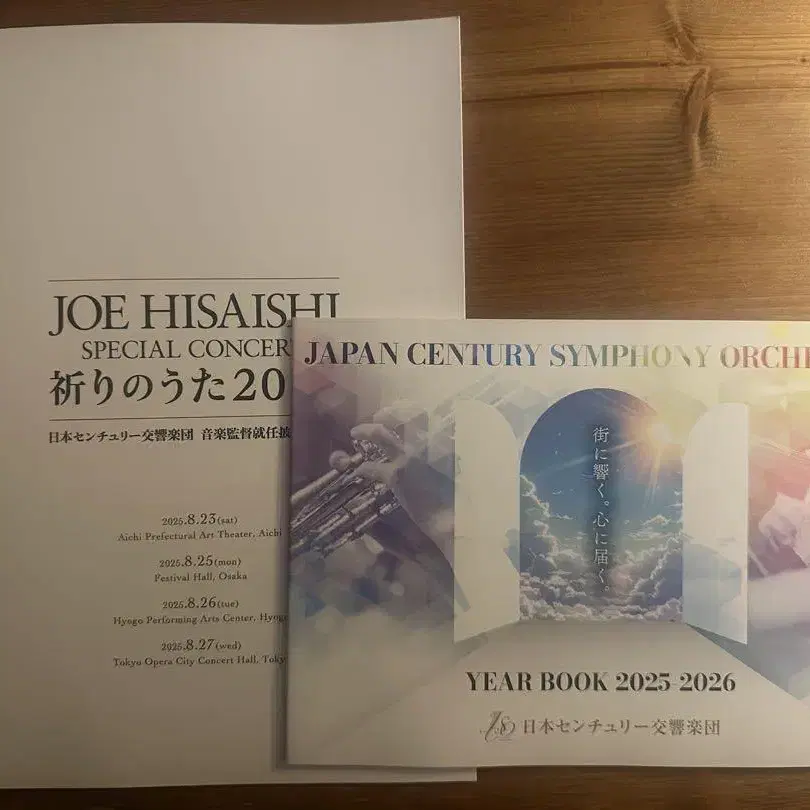 JOE HISAISHI
SPECIAL CONCER
祈りのうた20
日本センチュリー交響楽団 音楽監督就任披
2025.8.23(sat)
Aichi Prefectural Art Theater, Aichi
2025.8.25(mon)
Festival Hall, Osaka
2025.8.26(tue)
Hyogo Performing Arts Center, Hyogo
2025.8.27(wed)
Tokyo Opera City Concert Hall, Toky
JAPAN CENTURY SYMPHONY ORCHE
街に響く。心に届く。
YEAR BOOK 2025-2026
日本センチュリー交響楽団